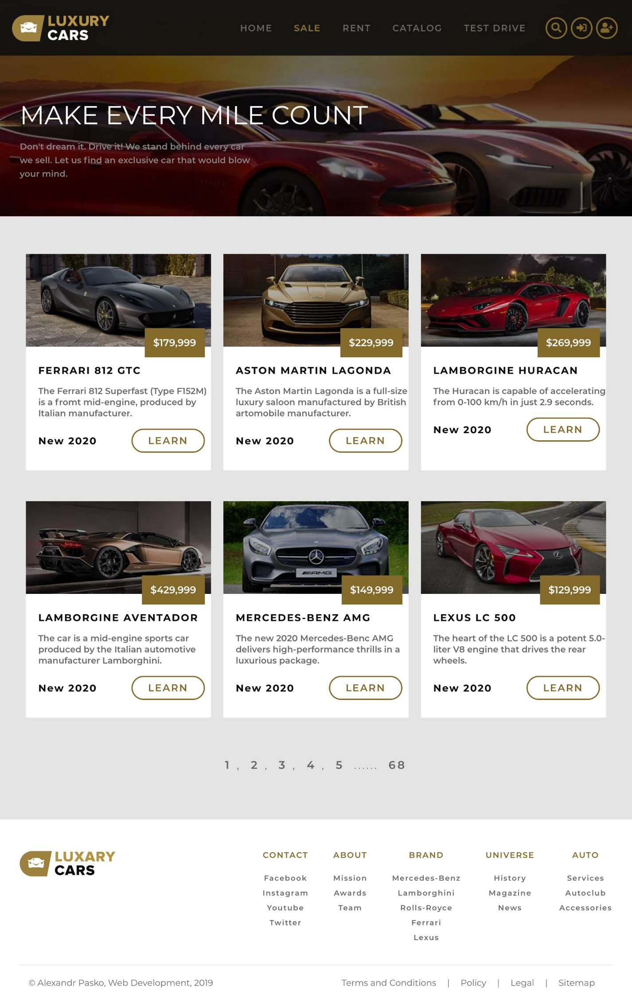 LUXURY
CARS
HOME
SALE
RENT
CATALOG
TEST DRIVE
MAKE EVERY MILE COUNT
Don't dream it. Drive it! We stand behind every car
we sell. Let us find an exclusive car that would blow
your mind.
$179,999
FERRARI 812 GTC
The Ferrari 812 Superfast (Type F152M)
is a fromt mid-engine, produced by
Italian manufacturer.
New 2020
LEARN
$229,999
ASTON MARTIN LAGONDA
The Aston Martin Lagonda is a full-size
luxury saloon manufactured by British
artomobile manufacturer.
New 2020
LEARN
$269,999
LAMBORGINE HURACAN
The Huracan is capable of accelerating
from 0-100 km/h in just 2.9 seconds.
New 2020
LEARN
$429,999
LAMBORGINE AVENTADOR
The car is a mid-engine sports car
produced by the Italian automotive
manufacturer Lamborghini.
New 2020
LEARN
AMG
$149,999
MERCEDES-BENZ AMG
The new 2020 Mercedes-Benc AMG
delivers high-performance thrills in a
luxurious package.
New 2020
LEARN
$129,999
LEXUS LC 500
The heart of the LC 500 is a potent 5.0-
liter V8 engine that drives the rear
wheels.
New 2020
LEARN
1 , 2 , 3 , 4 , 5 ...... 68
LUXARY
CARS
CONTACT
Facebook
Instagram
Youtube
Twitter
ABOUT
Mission
Awards
Team
BRAND
Mercedes-Benz
Lamborghini
Rolls-Royce
Ferrari
Lexus
UNIVERSE
History
Magazine
News
AUTO
Services
Autoclub
Accessories
© Alexandr Pasko, Web Development, 2019
Terms and Conditions | Policy | Legal | Sitemap